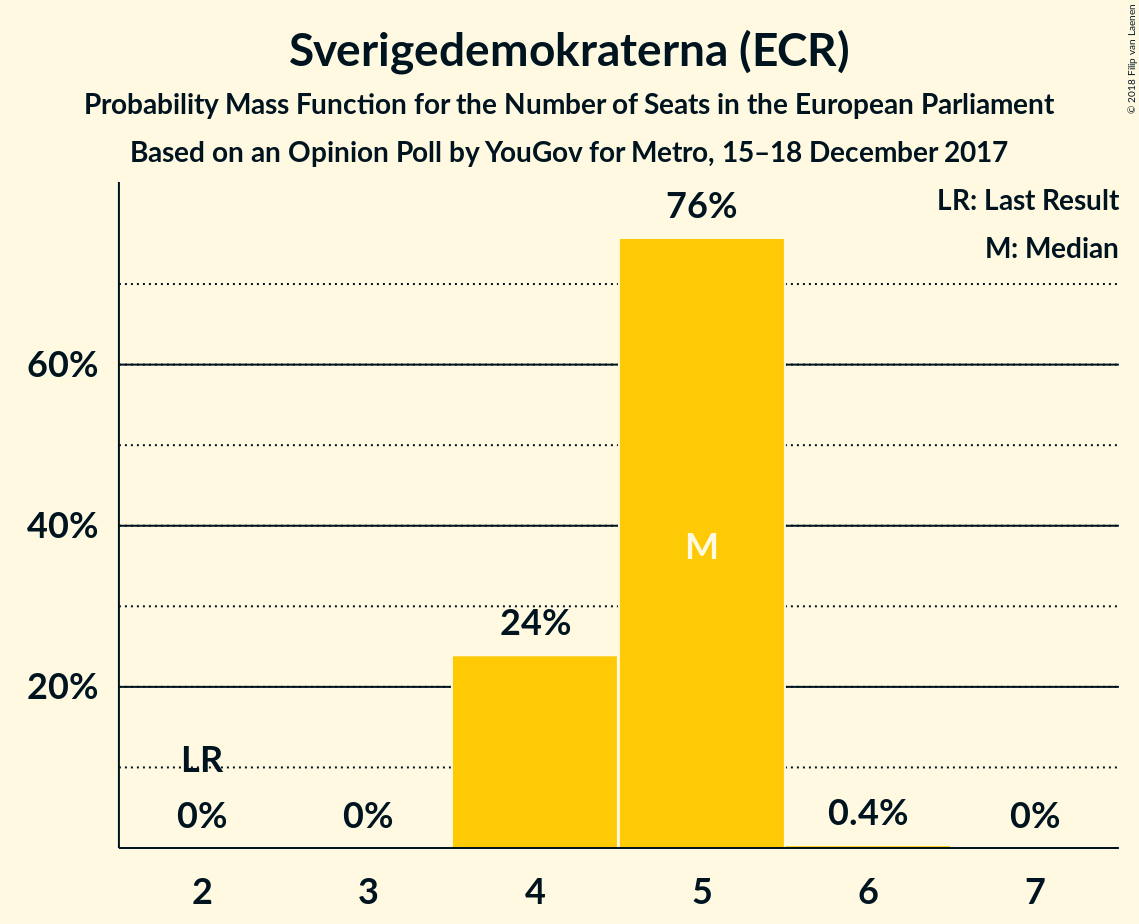 Sverigedemokraterna (ECR)
Probability Mass Function for the Number of Seats in the European Parliament
Based on an Opinion Poll by YouGov for Metro, 15–18 December 2017
© 2018 Filip van Laenen
LR: Last Result
M: Median
76%
60%
40%
M
24%
20%
LR
0%
0%
0.4%
0%
2
3
4
5
6
7